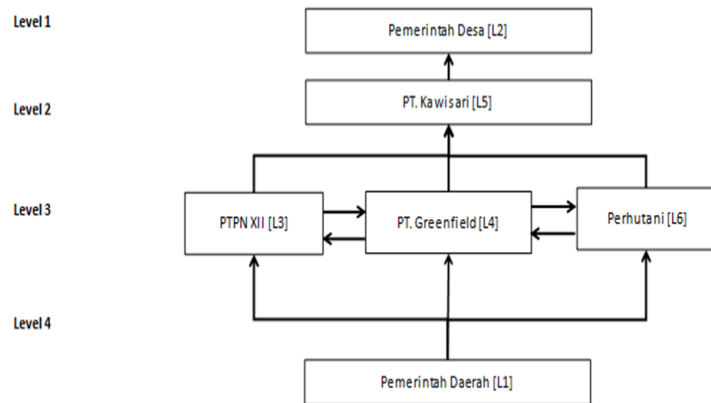 Level 1
Pemerintah Desa [L2]
Level 2
PT. Kawisari [L5]
Level 3
PTPN XII [L3]
PT. Greenfield [L4]
Perhutani [L6]
Level 4
Pemerintah Daerah [L1]